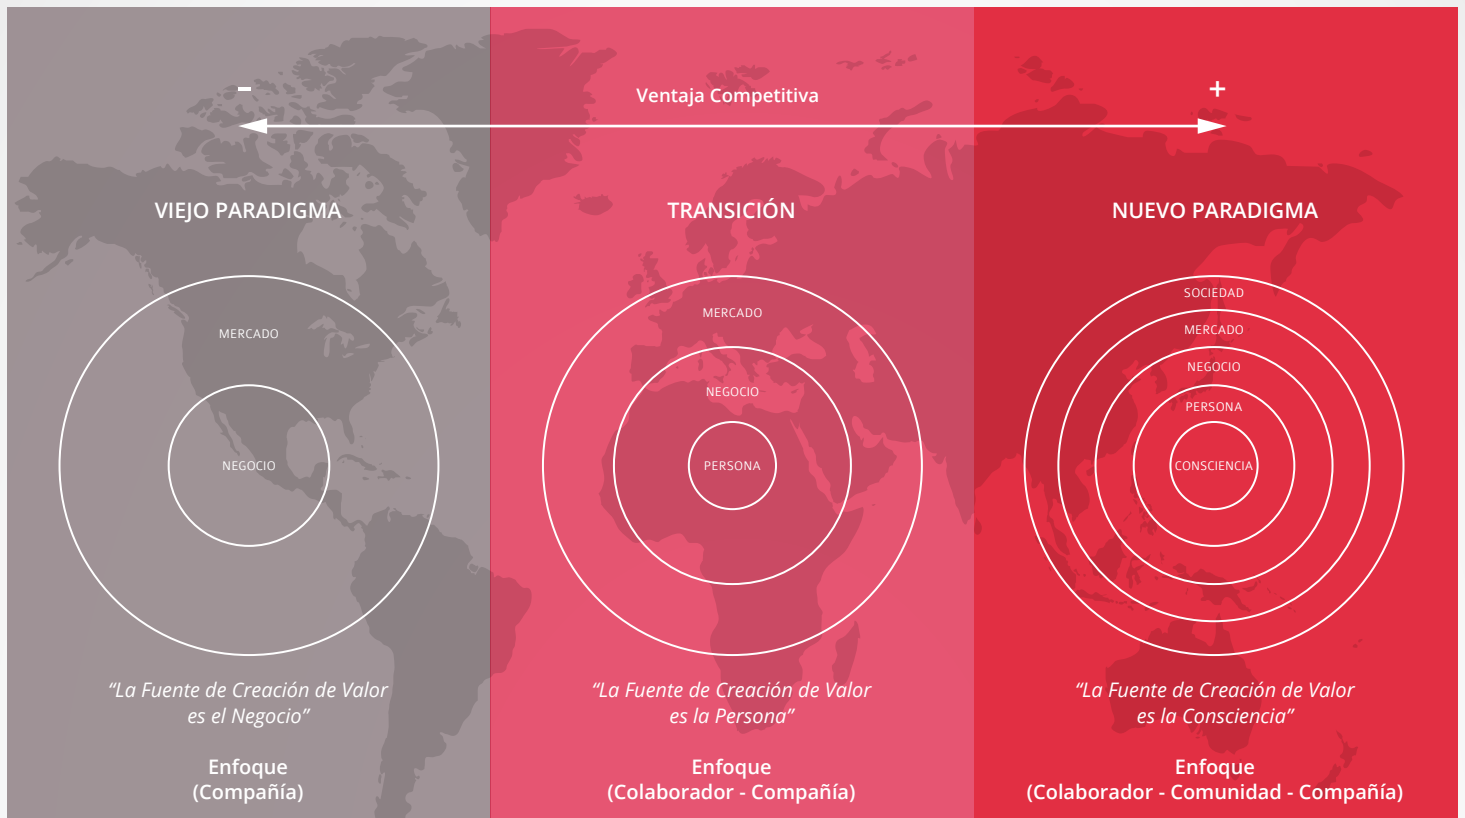 -
Ventaja Competitiva
+
VIEJO PARADIGMA
MERCADO
NEGOCIO
“La Fuente de Creación de Valor
es el Negocio”
Enfoque
(Compañía)
TRANSICIÓN
MERCADO
NEGOCIO
PERSONA
“La Fuente de Creación de Valor
es la Persona”
Enfoque
(Colaborador - Compañía)
NUEVO PARADIGMA
SOCIEDAD
MERCADO
NEGOCIO
PERSONA
CONSCIENCIA
“La Fuente de Creación de Valor
es la Consciencia”
Enfoque
(Colaborador - Comunidad - Compañía)